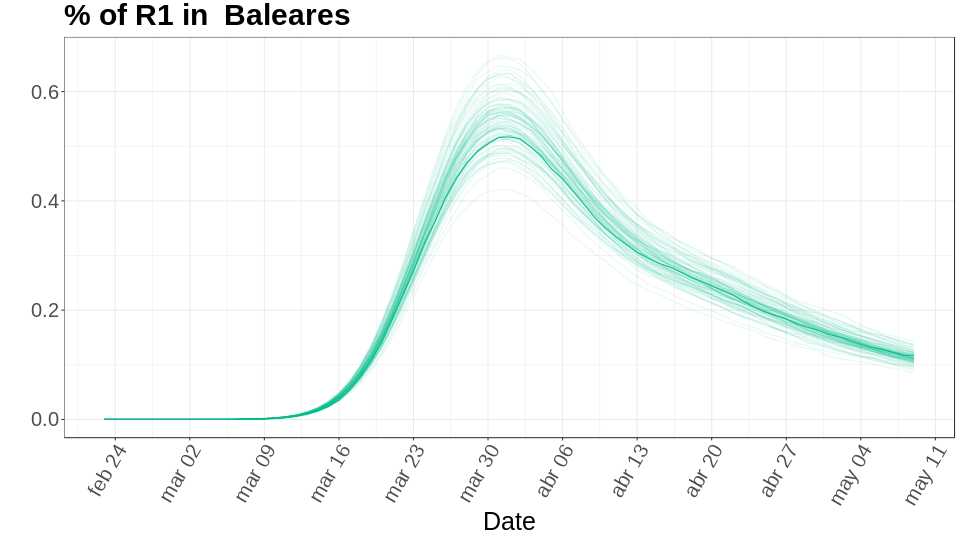 % of R1 in  Baleares
0.6
0.4
0.2
0.0
feb 24
mar 02
mar 09
mar 16
mar 23
mar 30
abr 06
abr 13
abr 20
abr 27
may 04
may 11
Date